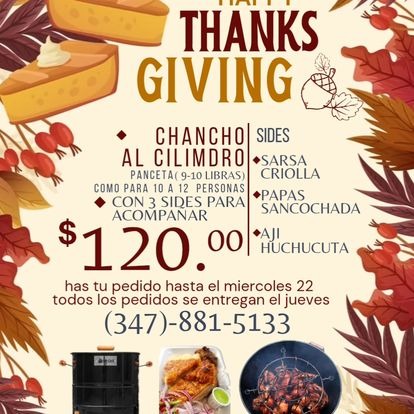 HAPPY
THANKS
GIVING
CHANCHO
AL CILIMDRO
PANCETA( 9-10 LIBRAS)
COMO PARA 10 A 12 PERSONAS
CON 3 SIDES PARA
ACOMPAÑAR
$120.00
SIDES
SARSA
CRIOLLA
PAPAS
SANCOCHADA
AJI
HUCHUCUTA
has tu pedido hasta el miercoles 22
todos los pedidos se entregan el jueves
(347)-881-5133